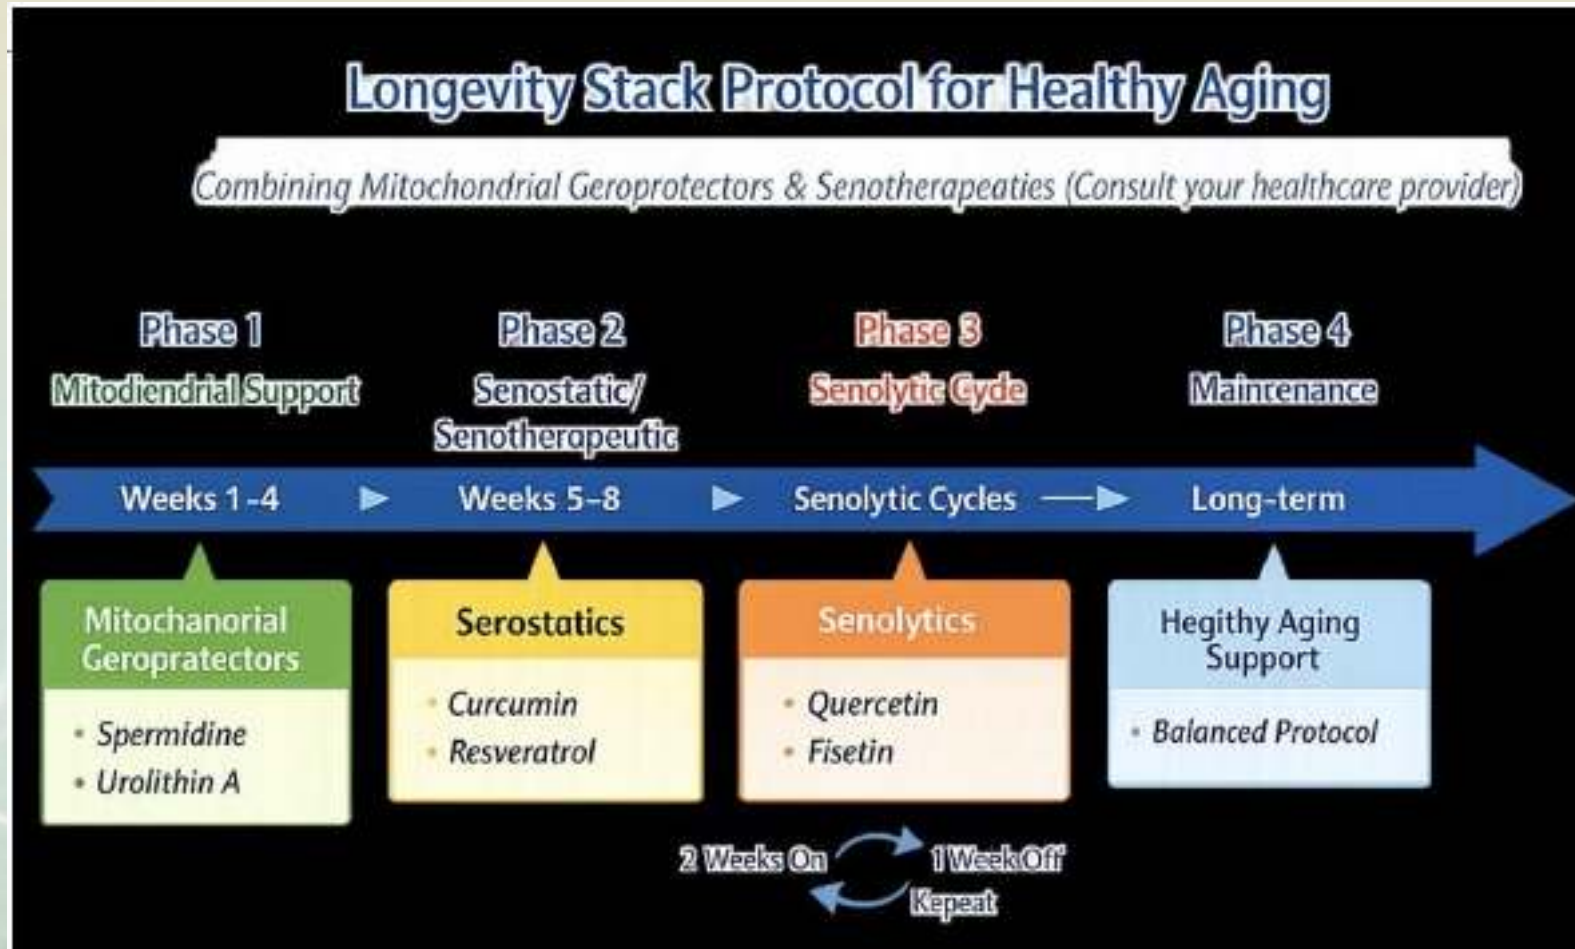 Longevity Stack Protocol for Healthy Aging
Combining Mitochondrial Geroprotectors & Senotherapeaties (Consult your healthcare provider)
Phase 1
Mitodiendrial Support
Phase 2
Senostatic/
Senotherapeutic
Phase 3
Senolytic Cyde
Phase 4
Maincenance
Weeks 1-4
Weeks 5-8
Senolytic Cycles
Long-term
Mitochanorial
Geropratectors
• Spermidine
• Urolithin A
Serostatics
• Curcumin
• Resveratrol
Senolytics
• Quercetin
• Fisetin
Hegithy Aging
Support
• Balanced Protocol
2 Weeks On
1 Week Off
Kepeat